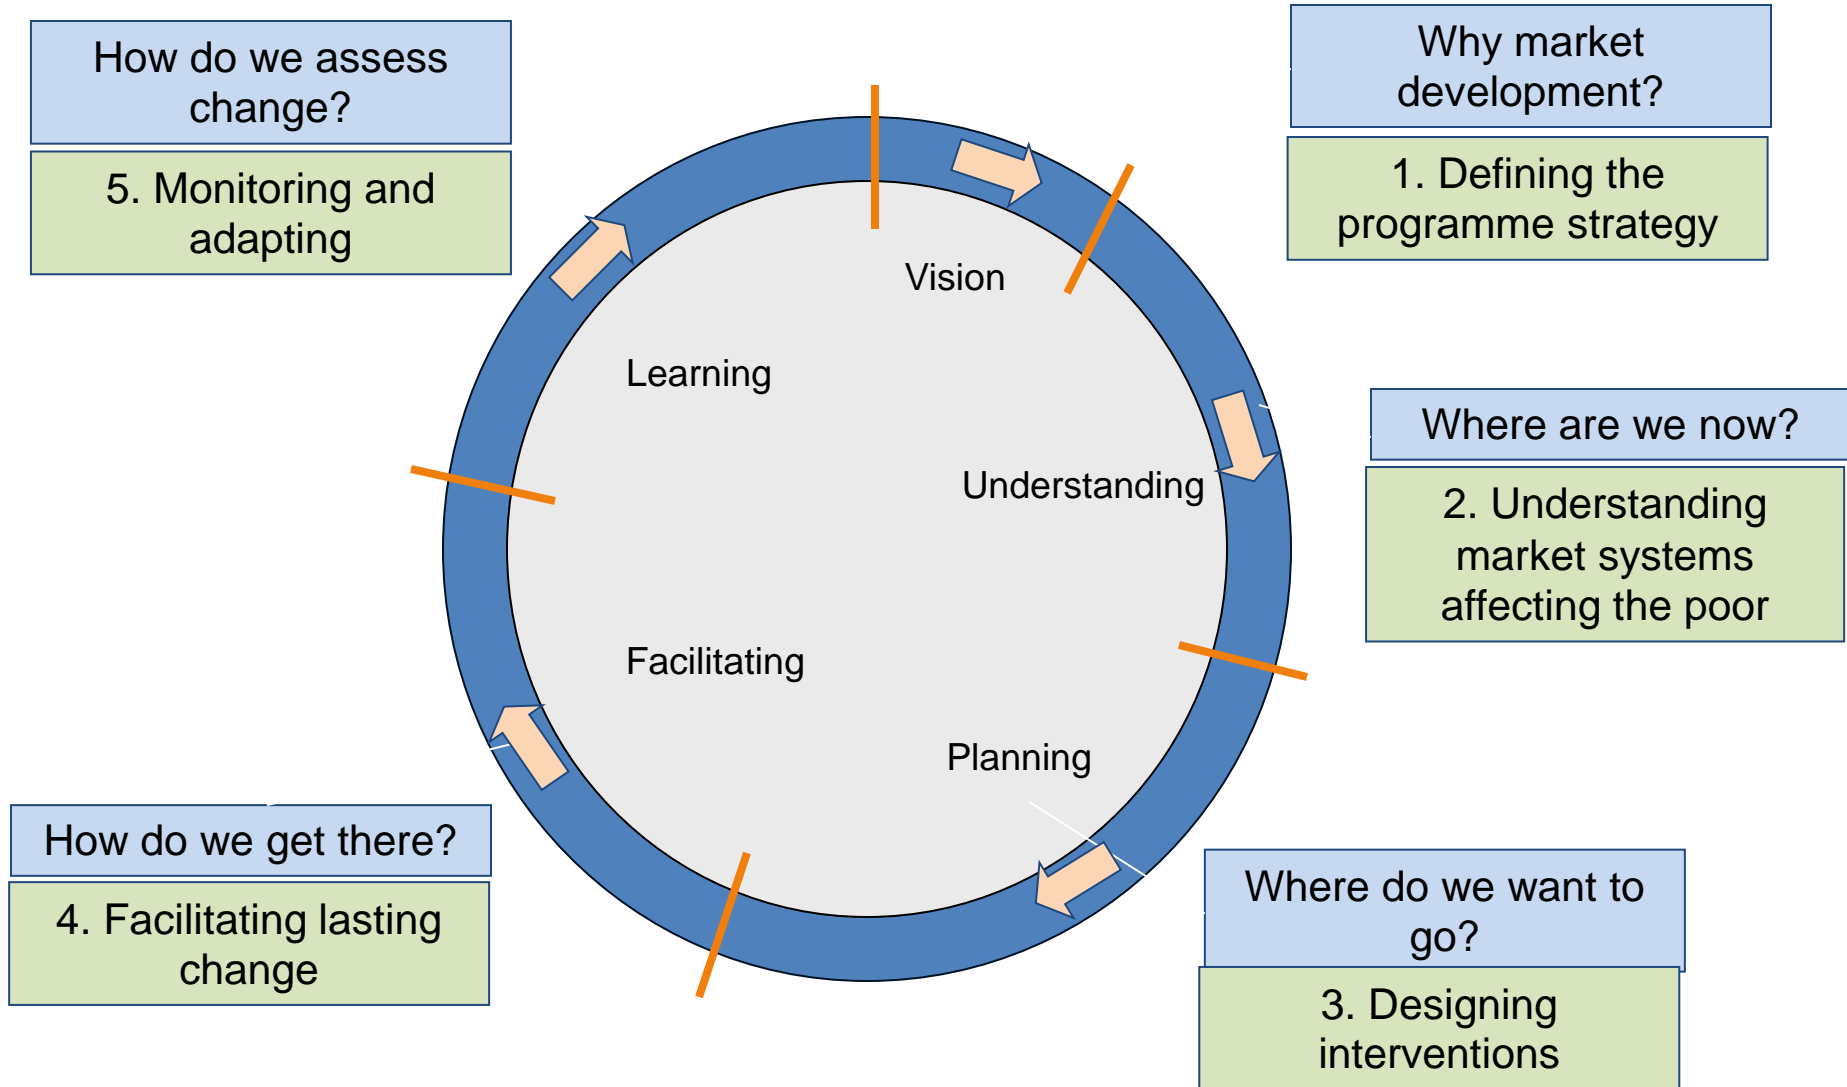 How do we assess
change?
5. Monitoring and
adapting
Why market
development?
1. Defining the
programme strategy
Vision
Learning
Understanding
Where are we now?
2. Understanding
market systems
affecting the poor
Facilitating
Planning
How do we get there?
4. Facilitating lasting
change
Where do we want to
go?
3. Designing
interventions